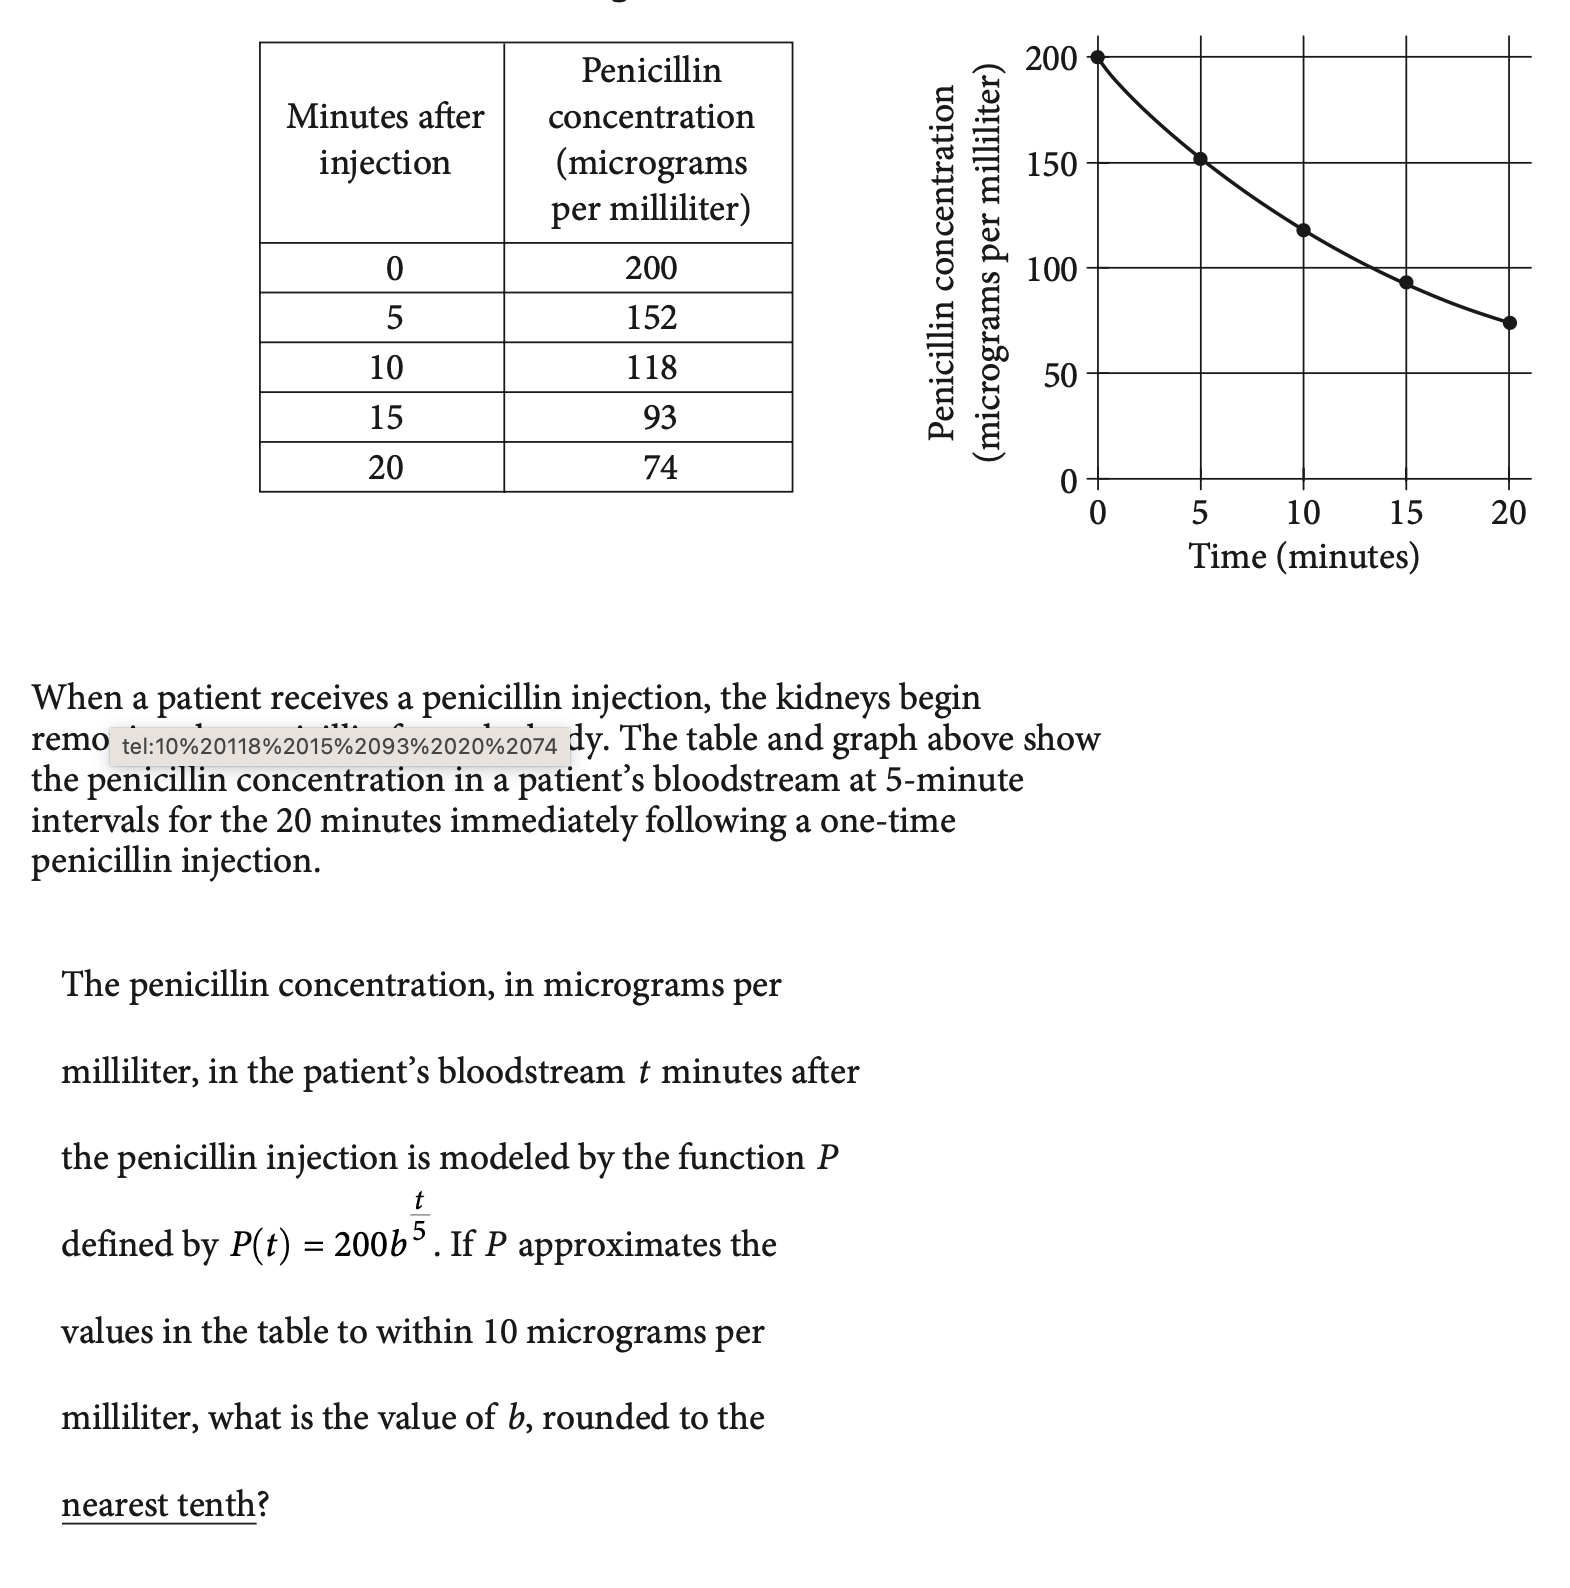 Minutes after
injection
Penicillin
concentration
(micrograms
per milliliter)
0 200
5 152
10 118
15 93
20 74
Penicillin concentration
(micrograms per milliliter)
200
150
100
50
0
0 5 10 15 20
Time (minutes)
When a patient receives a penicillin injection, the kidneys begin
remo tel:10%20118%2015%2093%2020%2074 dy. The table and graph above show
the penicillin concentration in a patient’s bloodstream at 5-minute
intervals for the 20 minutes immediately following a one-time
penicillin injection.
The penicillin concentration, in micrograms per
milliliter, in the patient’s bloodstream t minutes after
the penicillin injection is modeled by the function P
defined by P(t) = 200b^(t/5). If P approximates the
values in the table to within 10 micrograms per
milliliter, what is the value of b, rounded to the
nearest tenth?